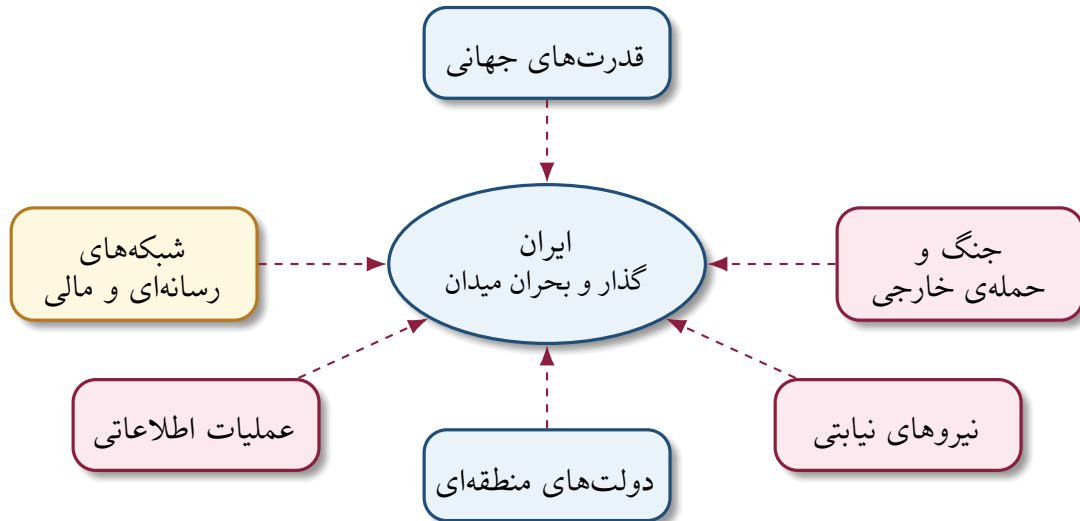 قدرت‌های جهانی
جنگ و
حمله‌ی خارجی
ایران
گذار و بحران میدان
شبکه‌های
رسانه‌ای و مالی
نیروهای نیابتی
دولت‌های منطقه‌ای
عملیات اطلاعاتی